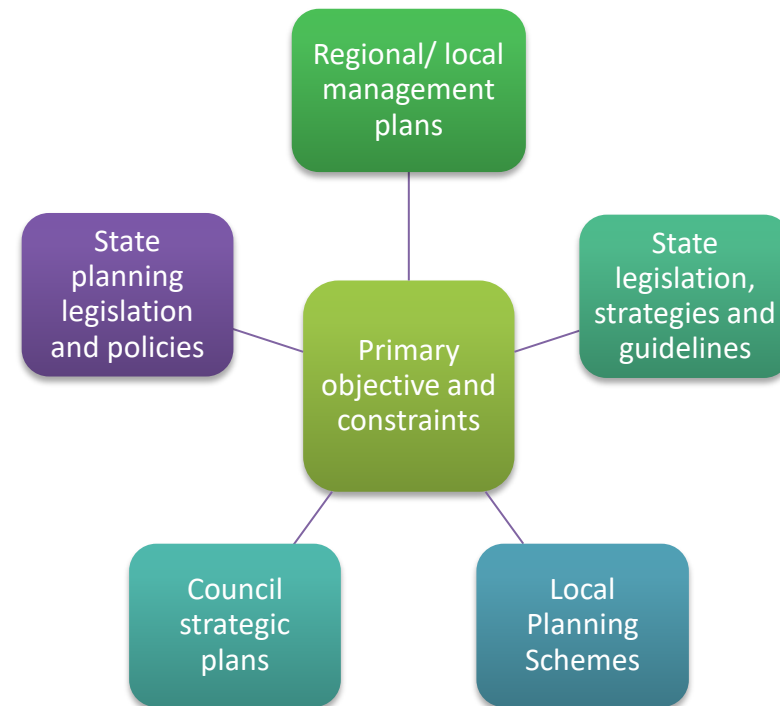 Regional/ local
management
plans
State
planning
legislation
and policies
State
legislation,
strategies and
guidelines
Primary
objective and
constraints
Council
strategic
plans
Local
Planning
Schemes